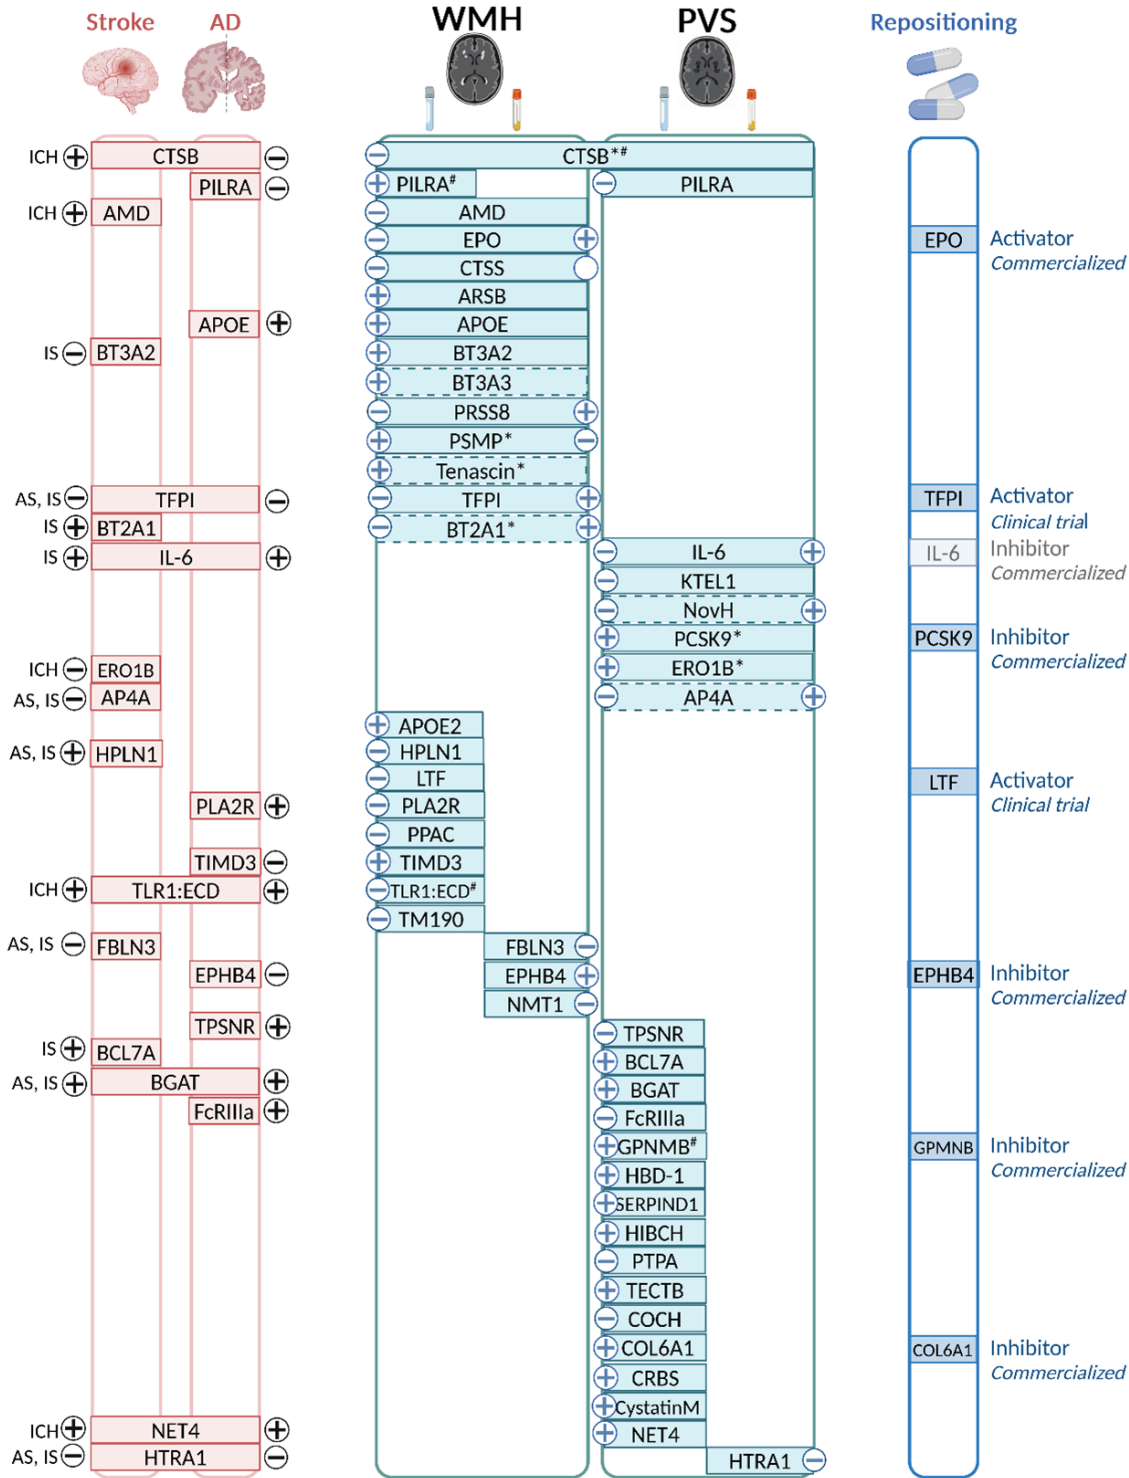 Stroke AD WMH PVS Repositioning
ICH CTSB CTSB*#
PILRA PILRA# PILRA
ICH AMD AMD
EPO EPO Activator
Commercialized
CTSS
ARSB
APOE APOE
IS BT3A2 BT3A2
BT3A3
PRSS8
PSMP*
Tenascin*
AS, IS TFPI TFPI TFPI Activator
Clinical trial
IS BT2A1 BT2A1*
IS IL-6 IL-6 IL-6 Inhibitor
Commercialized
KTEL1
NovH
PCSK9* PCSK9 Inhibitor
Commercialized
ICH ERO1B ERO1B*
AS, IS AP4A AP4A
APOE2
AS, IS HPLN1 HPLN1
LTF LTF Activator
Clinical trial
PLA2R PLA2R
PPAC
TIMD3 TIMD3
ICH TLR1:ECD TLR1:ECD#
TM190
AS, IS FBLN3 FBLN3
EPHB4 EPHB4 EPHB4 Inhibitor
Commercialized
NMT1
TPSNR TPSNR
IS BCL7A BCL7A
AS, IS BGAT BGAT
FcRIIIa FcRIIIa
GPNMB# GPMNB Inhibitor
Commercialized
HBD-1
SERPIND1
HIBCH
PTPA
TECTB
COCH
COL6A1 COL6A1 Inhibitor
Commercialized
CRBS
CystatinM
ICH NET4 NET4
AS, IS HTRA1 HTRA1